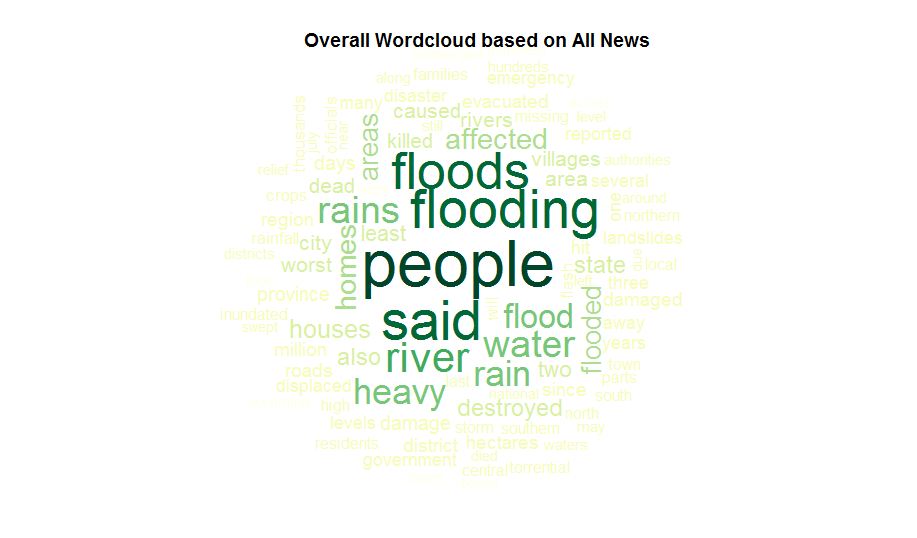 Overall Wordcloud based on All News
hundreds
along families emergency
thousands july officials near many disaster evacuated
caused rivers missing level
still
areas killed affected reported
floods villages authorities
relief days
dead area several
crops rains flooding one around
region northern
rainfall city least hit landslides
districts
worst homes people state due local
flash left three
province damaged
inundated said flood will flooded away
swept houses water years
million also river two town
roads rain parts
displaced heavy last since south
national
high destroyed north
levels damage storm southern may
residents district hectares waters
government died
central torrential